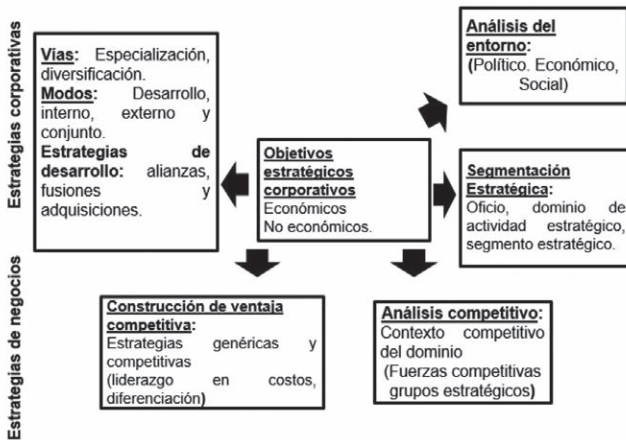 Estrategias corporativas
Vías: Especialización,
diversificación.
Modos: Desarrollo,
interno, externo y
conjunto.
Estrategias de
desarrollo: alianzas,
fusiones y
adquisiciones.
Objetivos
estratégicos
corporativos
Económicos
No económicos.
Análisis del
entorno:
(Político. Económico,
Social)
Segmentación
Estratégica:
Oficio, dominio de
actividad estratégico,
segmento estratégico.
Estrategias de negocios
Construcción de ventaja
competitiva:
Estrategias genéricas y
competitivas
(liderazgo en costos,
diferenciación)
Análisis competitivo:
Contexto competitivo
del dominio
(Fuerzas competitivas
grupos estratégicos)